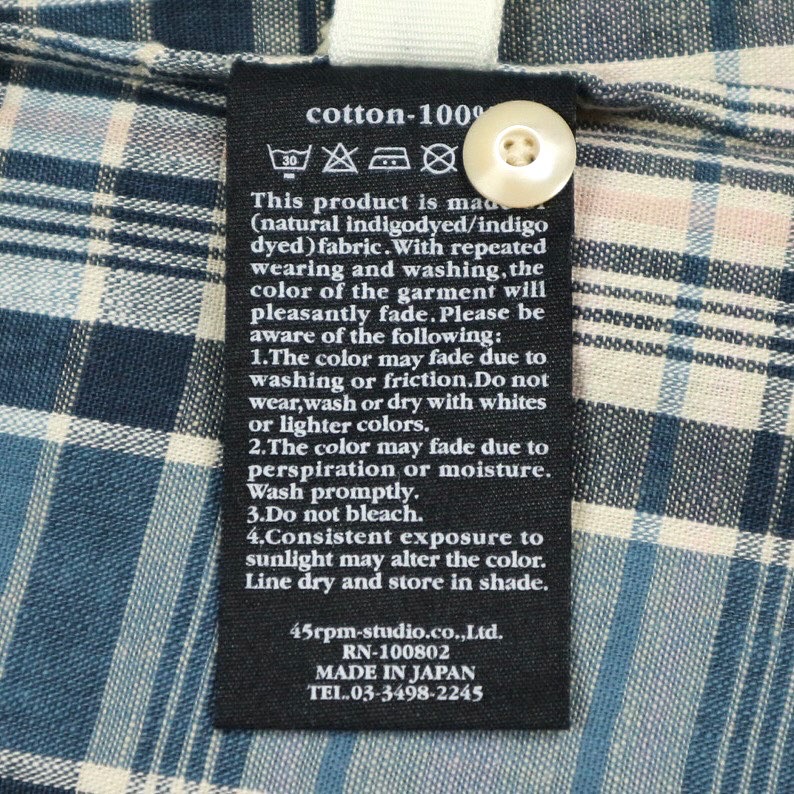 cotton-100%
30
This product is made of
(natural indigodyed/indigo
dyed)fabric.With repeated
wearing and washing,the
color of the garment will
pleasantly fade.Please be
aware of the following:
1.The color may fade due to
washing or friction.Do not
wear,wash or dry with whites
or lighter colors.
2.The color may fade due to
perspiration or moisture.
Wash promptly.
3.Do not bleach.
4.Consistent exposure to
sunlight may alter the color.
Line dry and store in shade.
45rpm-studio.co.,Ltd.
RN-100802
MADE IN JAPAN
TEL.03-3498-2245